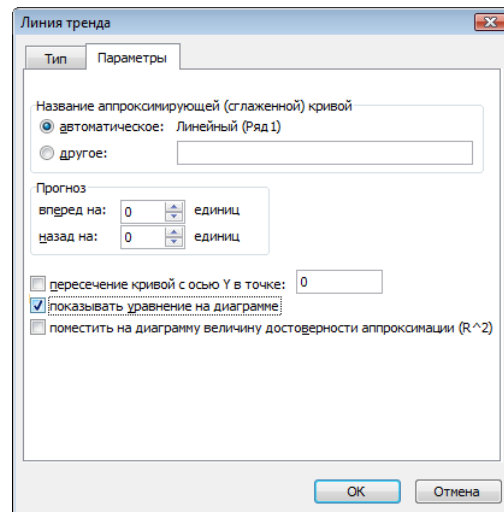 Линия тренда
Тип Параметры
Название аппроксимирующей (сглаженной) кривой
автоматическое: Линейный (Ряд1)
другое:
Прогноз
вперед на: 0 единиц
назад на: 0 единиц
пересечение кривой с осью Y в точке: 0
показывать уравнение на диаграмме
поместить на диаграмму величину достоверности аппроксимации (R^2)
ОК Отмена